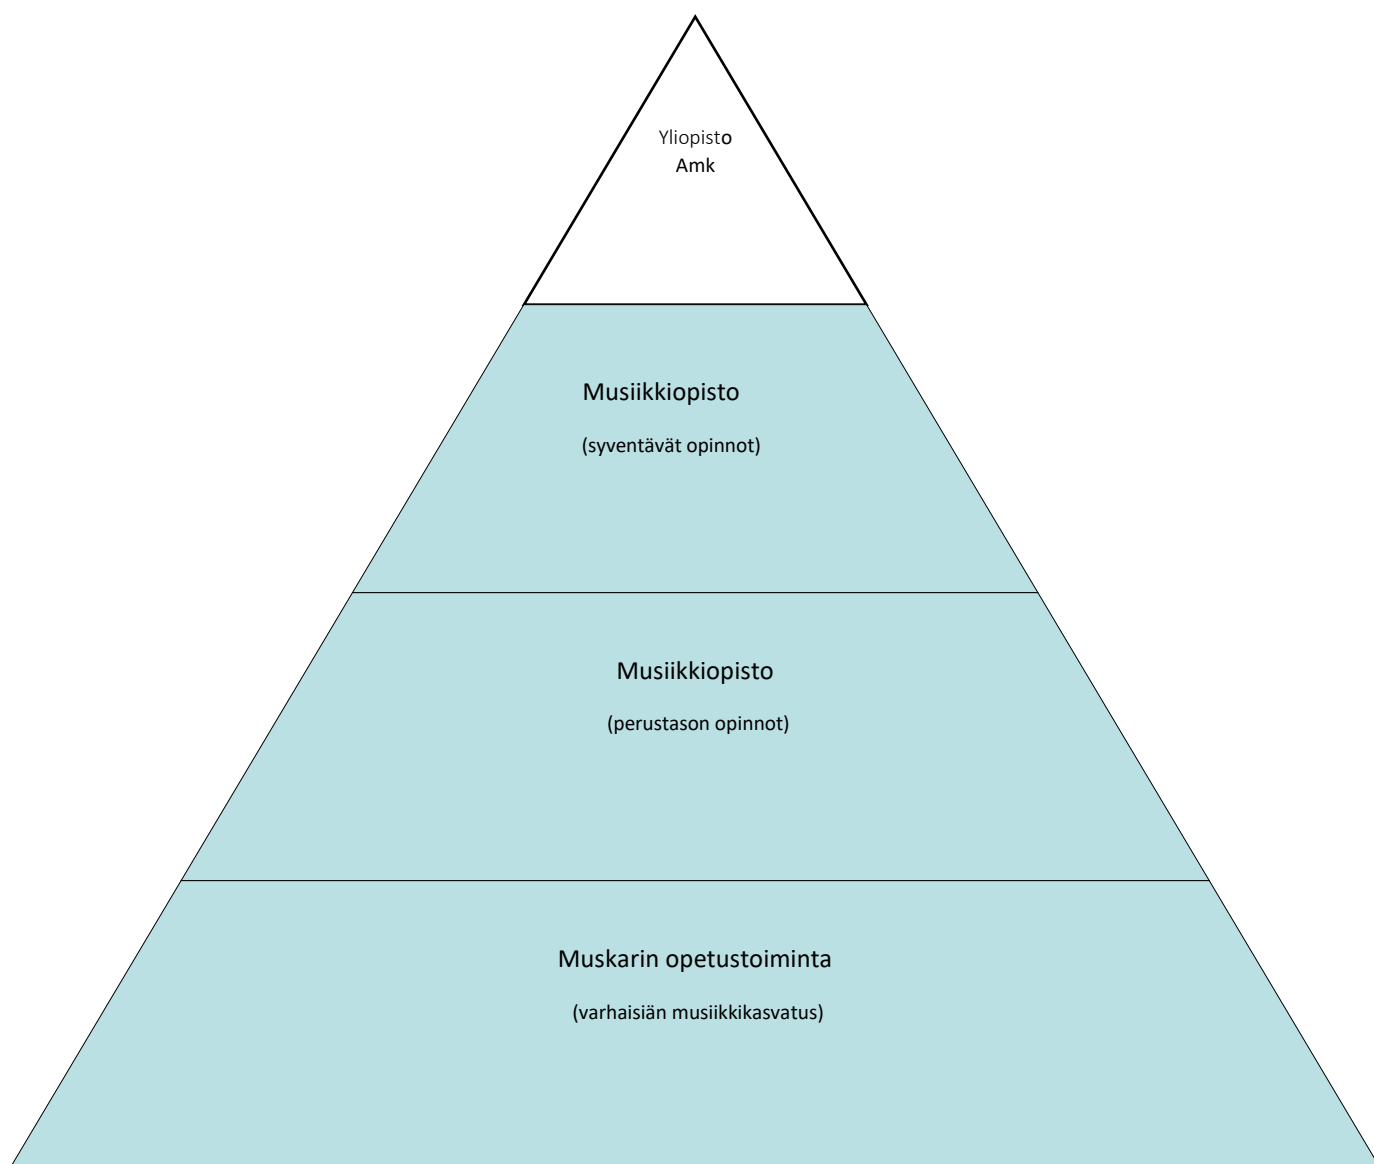 Yliopisto
Amk
Musiikkiopisto
(syventävät opinnot)
Musiikkiopisto
(perustason opinnot)
Muskarin opetustoiminta
(varhaisiän musiikkikasvatus)